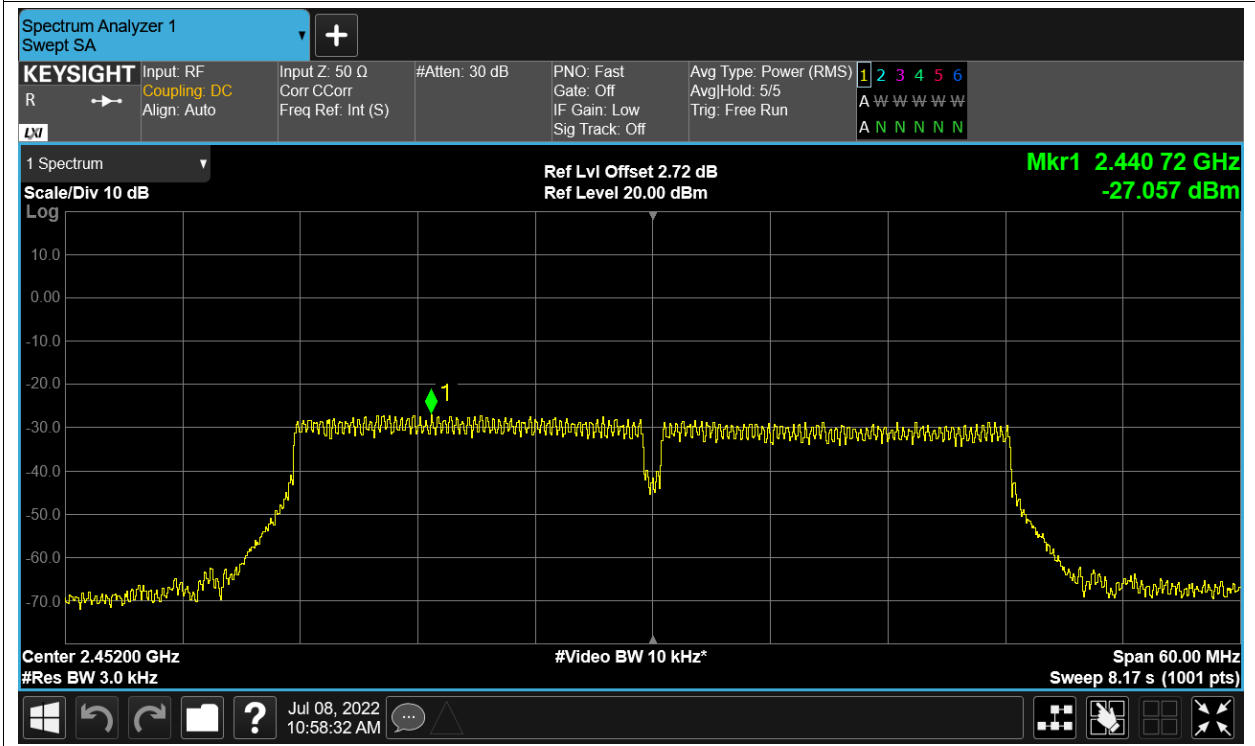 Spectrum Analyzer 1
Swept SA
+
KEYSIGHT
R
LXI
Input: RF
Coupling: DC
Align: Auto
Input Z: 50 Ω
Corr CCorr
Freq Ref: Int (S)
#Atten: 30 dB
PNO: Fast
Gate: Off
IF Gain: Low
Sig Track: Off
Avg Type: Power (RMS)
Avg|Hold: 5/5
Trig: Free Run
1 2 3 4 5 6
A W W W W W
A N N N N N
1 Spectrum
Scale/Div 10 dB
Log
Ref Lvl Offset 2.72 dB
Ref Level 20.00 dBm
Mkr1 2.440 72 GHz
-27.057 dBm
10.0
0.00
-10.0
-20.0
-30.0
-40.0
-50.0
-60.0
-70.0
1
Center 2.45200 GHz
#Res BW 3.0 kHz
#Video BW 10 kHz*
Span 60.00 MHz
Sweep 8.17 s (1001 pts)
?
Jul 08, 2022
10:58:32 AM